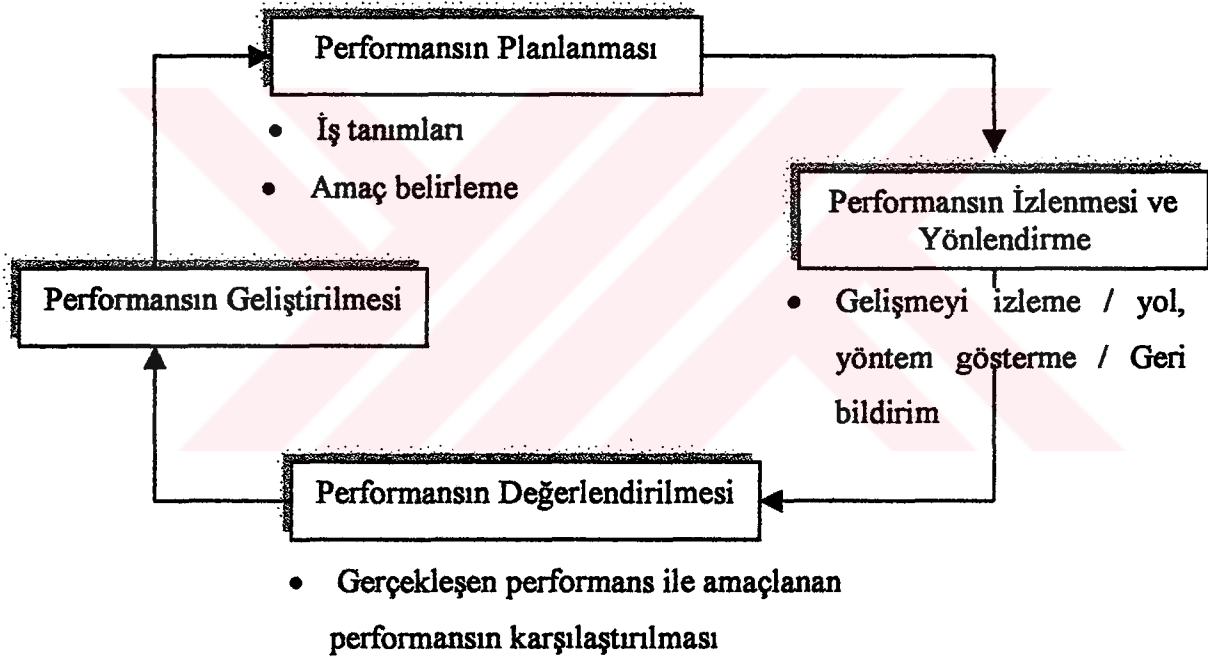 Performansın Planlanması
• İş tanımları
• Amaç belirleme
Performansın İzlenmesi ve
Yönlendirme
Performansın Geliştirilmesi
• Gelişmeyi izleme / yol,
yöntem gösterme / Geri
bildirim
Performansın Değerlendirilmesi
• Gerçekleşen performans ile amaçlanan
performansın karşılaştırılması